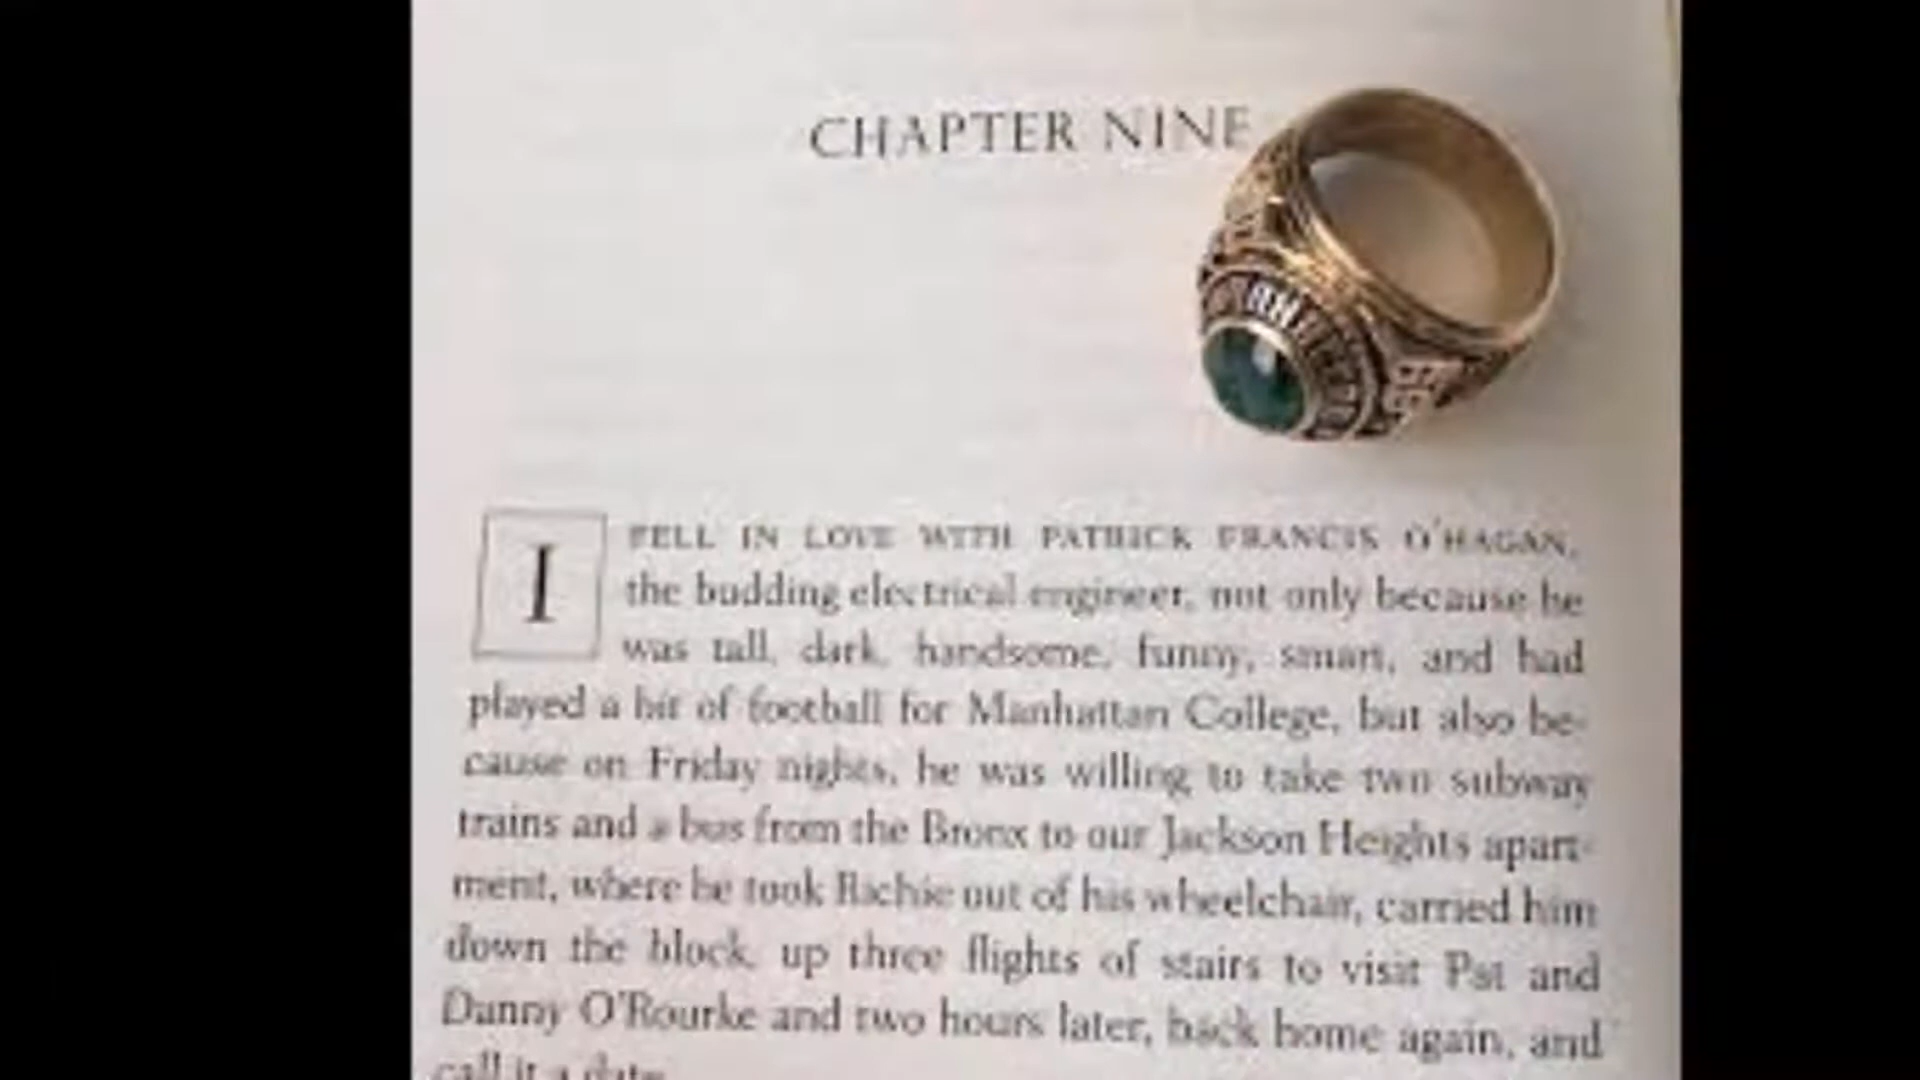 CHAPTER NINE
I FELL IN LOVE WITH PATRICK FRANCIS O'HAGAN,
the budding electrical engineer, not only because he
was tall, dark, handsome, funny, smart, and had
played a bit of football for Manhattan College, but also be-
cause on Friday nights, he was willing to take two subway
trains and a bus from the Bronx to our Jackson Heights apart-
ment, where he took Richie out of his wheelchair, carried him
down the block, up three flights of stairs to visit Pat and
Danny O'Rourke and two hours later, back home again, and
call it a date.